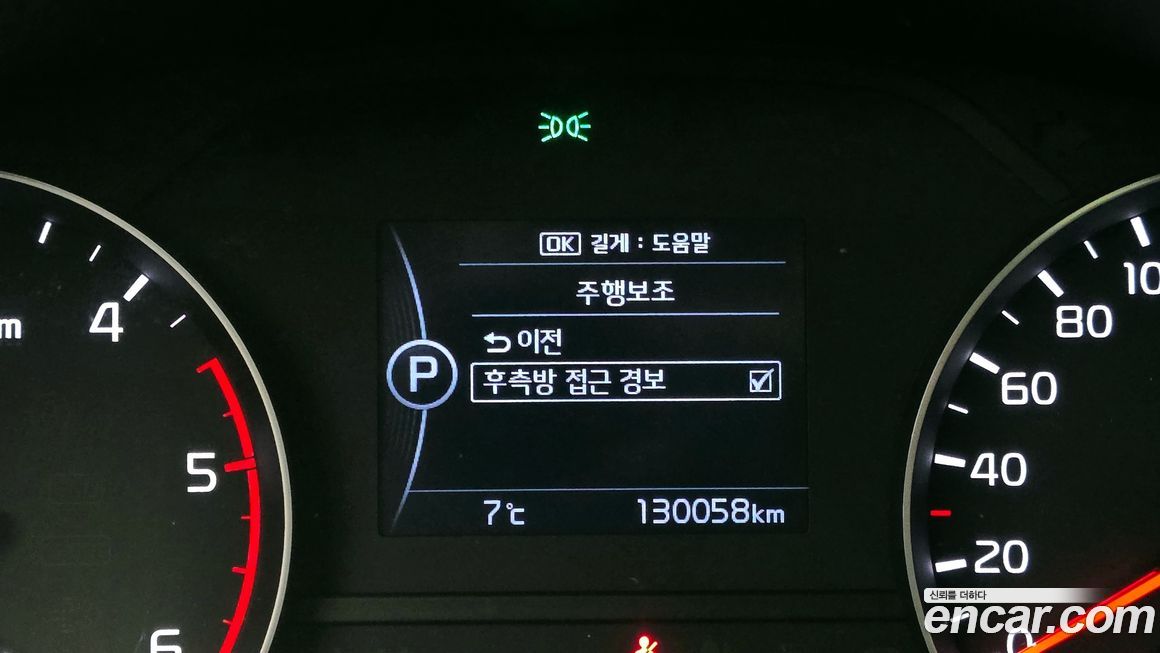 OK 길게 : 도움말
주행보조
이전
P
후측방 접근 경보
7℃ 130058km
m
4
5
6
10
80
60
40
20
0
신뢰를 더하다
encar.com